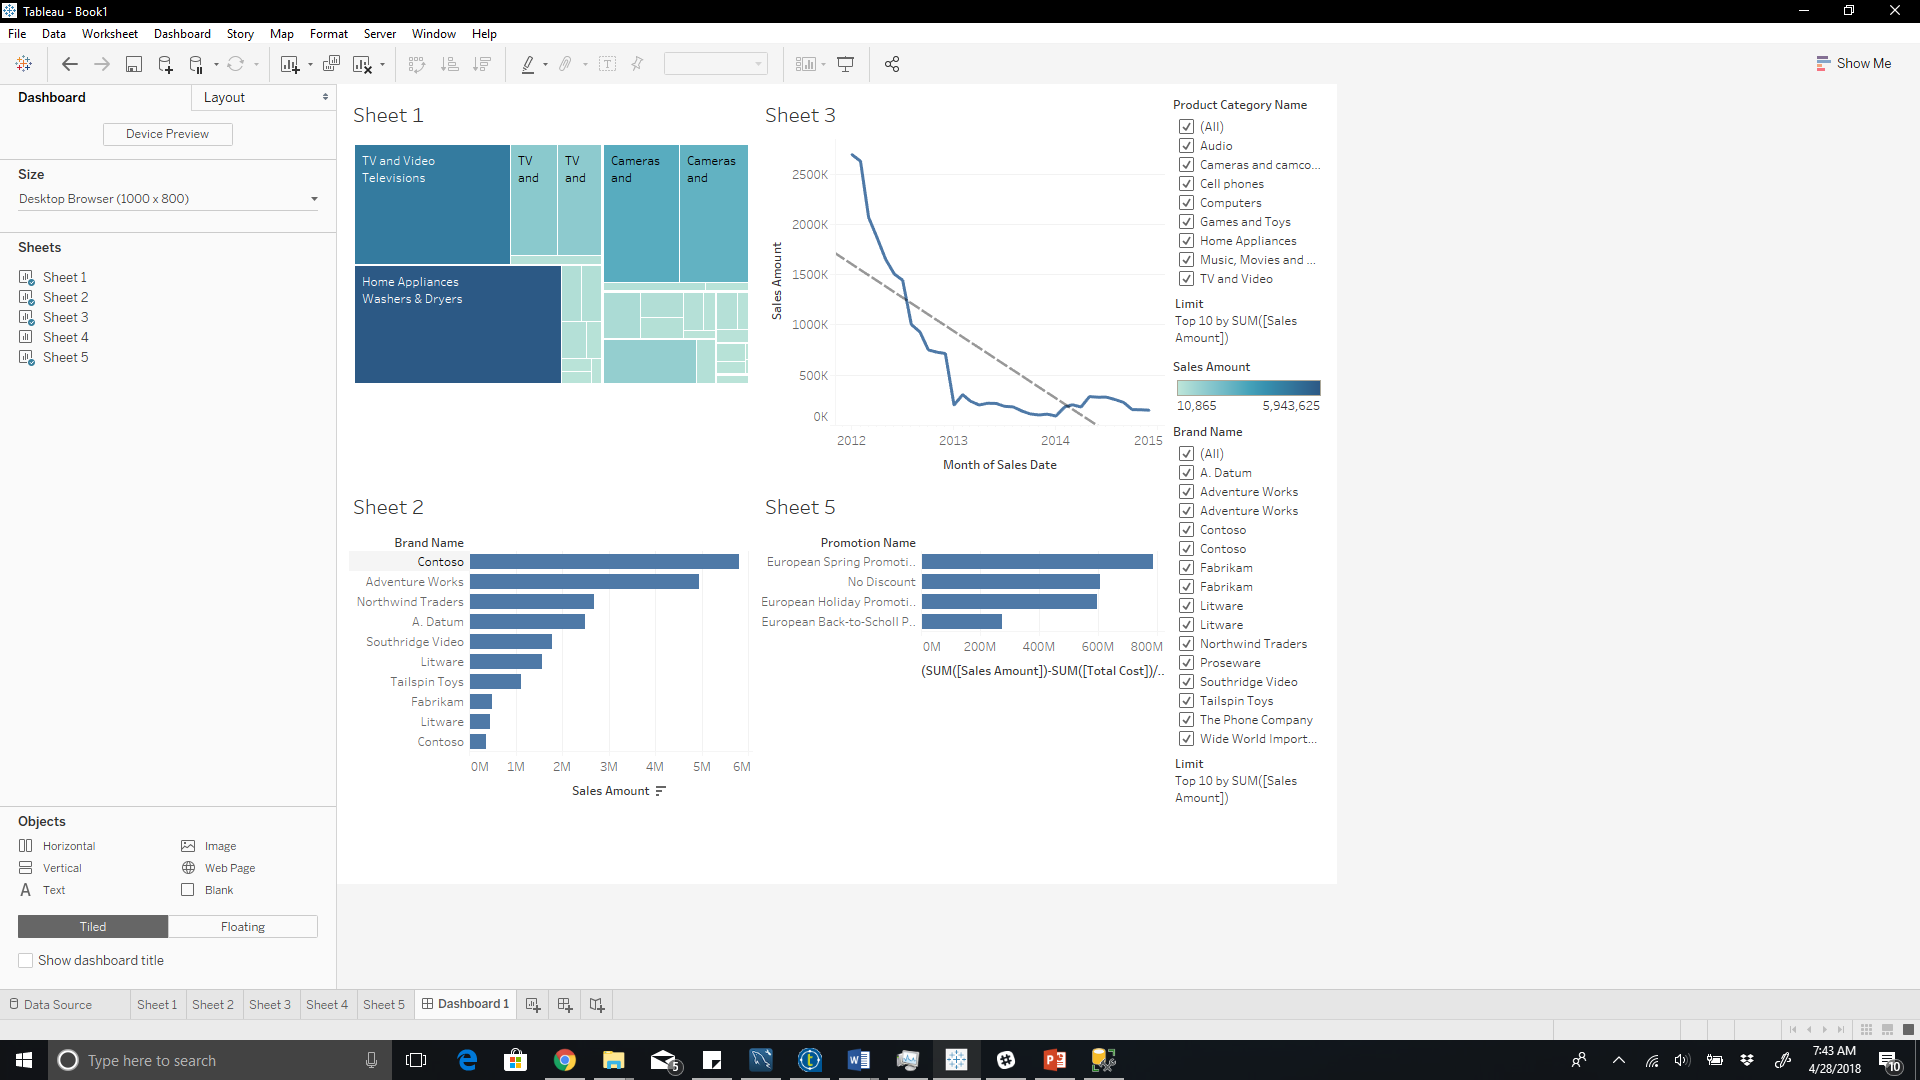 Tableau - Book1
File Data Worksheet Dashboard Story Map Format Server Window Help
Show Me
Dashboard
Layout
Device Preview
Size
Desktop Browser (1000 x 800)
Sheets
Sheet 1
Sheet 2
Sheet 3
Sheet 4
Sheet 5
Objects
Horizontal
Image
Vertical
Web Page
A Text
Blank
Tiled
Floating
Show dashboard title
Sheet 1
TV and Video
Televisions
TV
and
TV
and
Cameras
and
Cameras
and
Home Appliances
Washers & Dryers
Sheet 3
Sales Amount
2500K
2000K
1500K
1000K
500K
0K
2012 2013 2014 2015
Month of Sales Date
Sheet 2
Brand Name
Contoso
Adventure Works
Northwind Traders
A. Datum
Southridge Video
Litware
Tailspin Toys
Fabrikam
Litware
Contoso
0M 1M 2M 3M 4M 5M 6M
Sales Amount
Sheet 5
Promotion Name
European Spring Promoti..
No Discount
European Holiday Promoti..
European Back-to-Scholl P..
0M 200M 400M 600M 800M
(SUM([Sales Amount])-SUM([Total Cost])/..
Product Category Name
(All)
Audio
Cameras and camco...
Cell phones
Computers
Games and Toys
Home Appliances
Music, Movies and ...
TV and Video
Limit
Top 10 by SUM([Sales
Amount])
Sales Amount
10,865 5,943,625
Brand Name
(All)
A. Datum
Adventure Works
Adventure Works
Contoso
Contoso
Fabrikam
Fabrikam
Litware
Litware
Northwind Traders
Proseware
Southridge Video
Tailspin Toys
The Phone Company
Wide World Import...
Limit
Top 10 by SUM([Sales
Amount])
Data Source Sheet 1 Sheet 2 Sheet 3 Sheet 4 Sheet 5 Dashboard 1
Type here to search
5
7:43 AM
4/28/2018
10